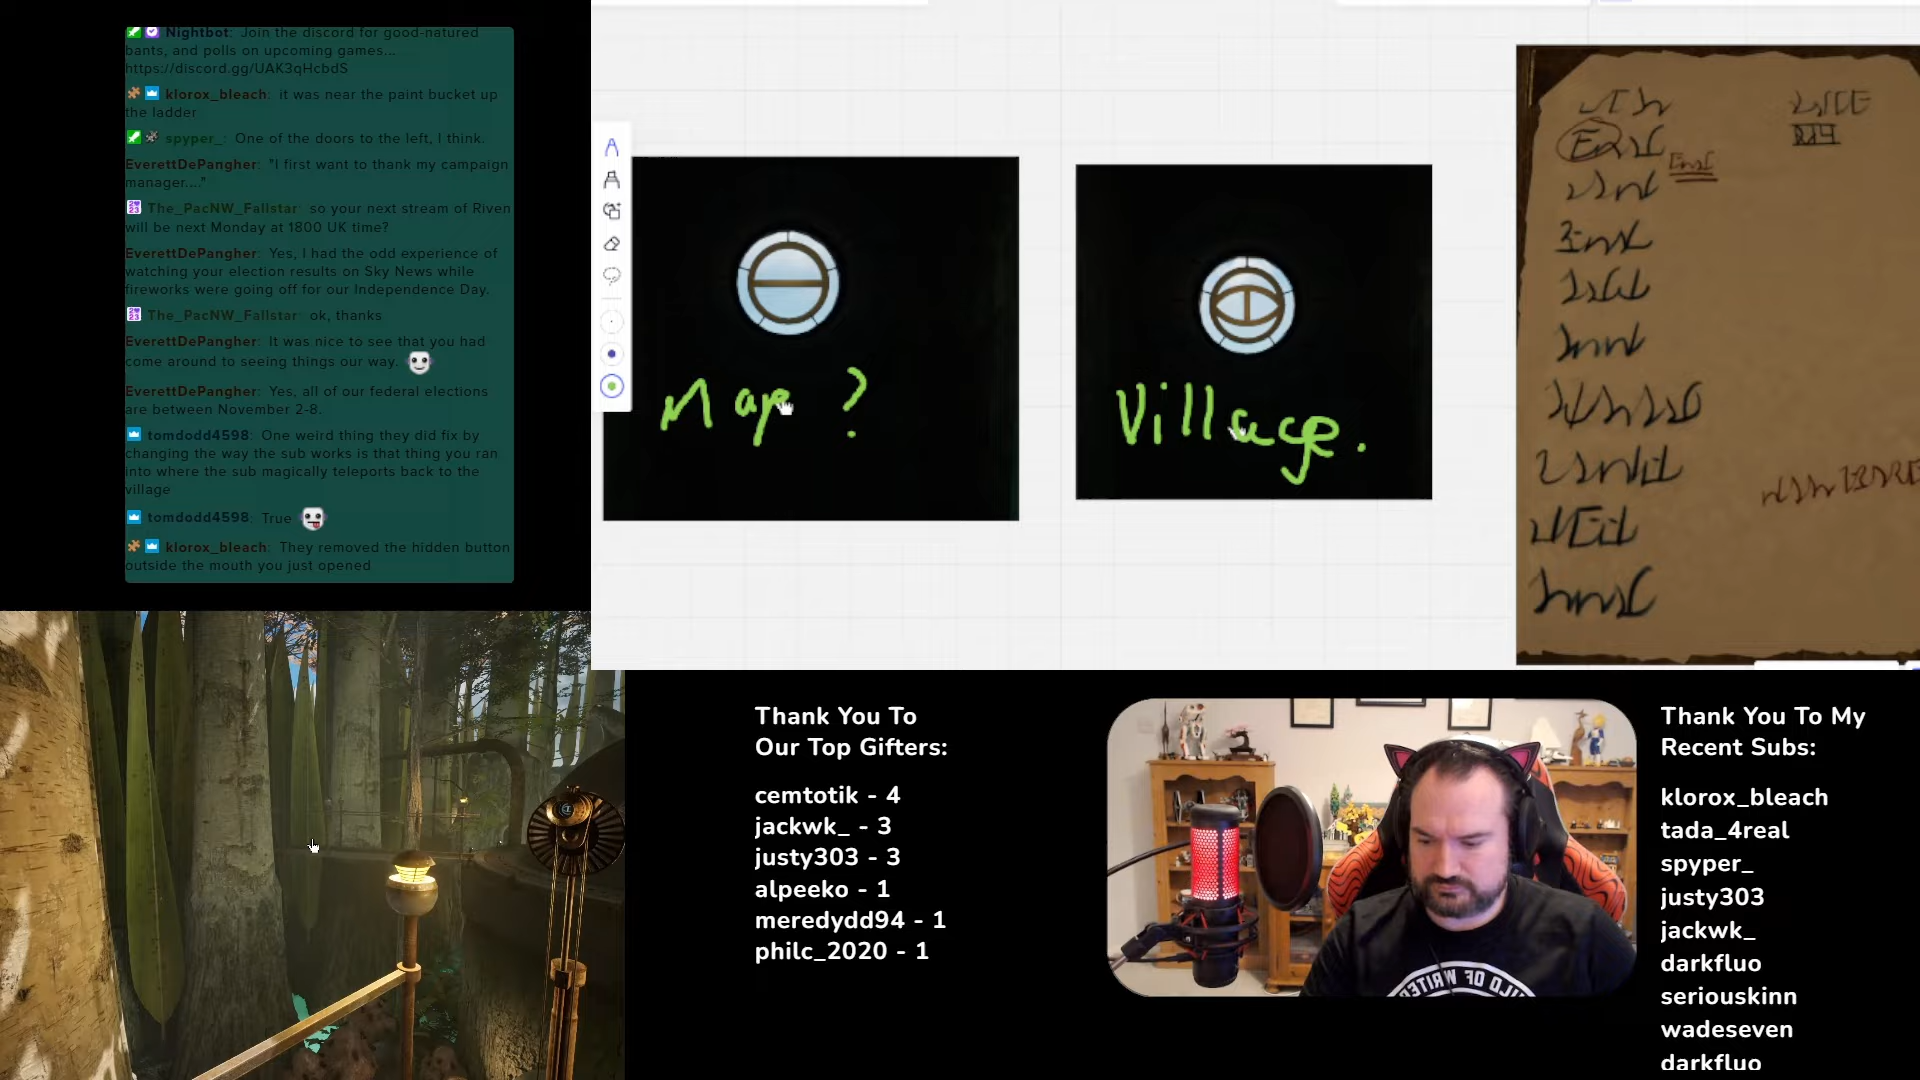 Nightbot: Join the discord for good-natured
bants, and polls on upcoming games...
https://discord.gg/UAK3qHcbdS
klorox_bleach: it was near the paint bucket up
the ladder
spyper_: One of the doors to the left, I think.
EverettDePangher: "I first want to thank my campaign
manager...."
The_PacNW_Fallstar: so your next stream of Riven
will be next Monday at 1800 UK time?
EverettDePangher: Yes, I had the odd experience of
watching your election results on Sky News while
fireworks were going off for our Independence Day.
The_PacNW_Fallstar: ok, thanks
EverettDePangher: It was nice to see that you had
come around to seeing things our way.
EverettDePangher: Yes, all of our federal elections
are between November 2-8.
tomdodd4598: One weird thing they did fix by
changing the way the sub works is that thing you ran
into where the sub magically teleports back to the
village
tomdodd4598: True
klorox_bleach: They removed the hidden button
outside the mouth you just opened
Map ?
Village.
Thank You To
Our Top Gifters:
cemtotik - 4
jackwk_ - 3
justy303 - 3
alpeeko - 1
meredydd94 - 1
philc_2020 - 1
Thank You To My
Recent Subs:
klorox_bleach
tada_4real
spyper_
justy303
jackwk_
darkfluo
seriouskinn
wadeseven
darkfluo